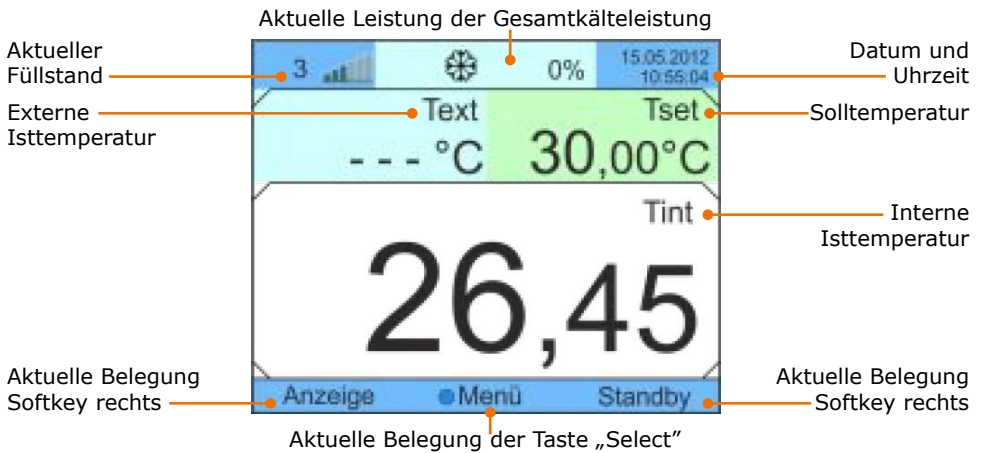 Aktuelle Leistung der Gesamtkälteleistung
Aktueller
Füllstand
3
0%
15.05.2012
10:55:04
Datum und
Uhrzeit
Externe
Isttemperatur
Text
- - - °C
Tset
30,00°C
Solltemperatur
Tint
26,45
Interne
Isttemperatur
Aktuelle Belegung
Softkey rechts
Anzeige
Menü
Standby
Aktuelle Belegung
Softkey rechts
Aktuelle Belegung der Taste „Select”